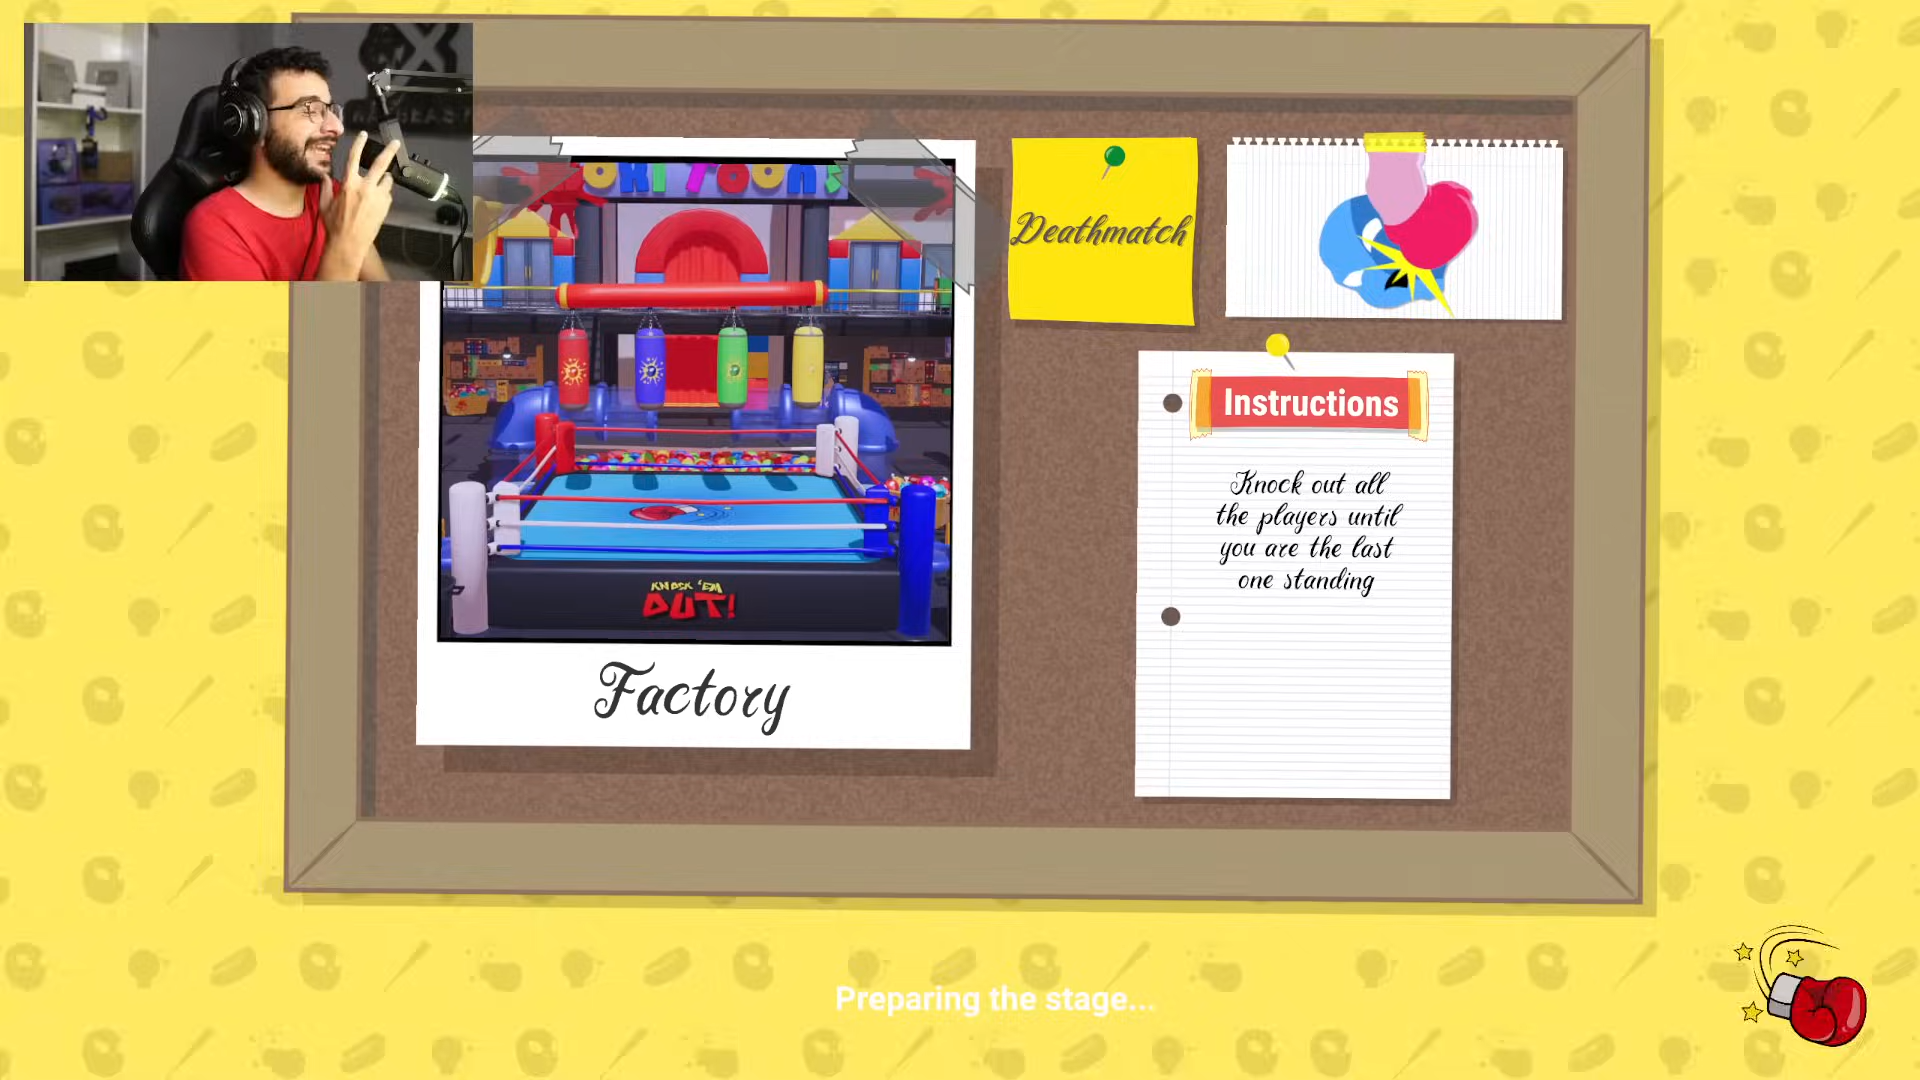 Deathmatch
Instructions
Knock out all
the players until
you are the last
one standing
KNOCK 'EM
OUT!
Factory
Preparing the stage...